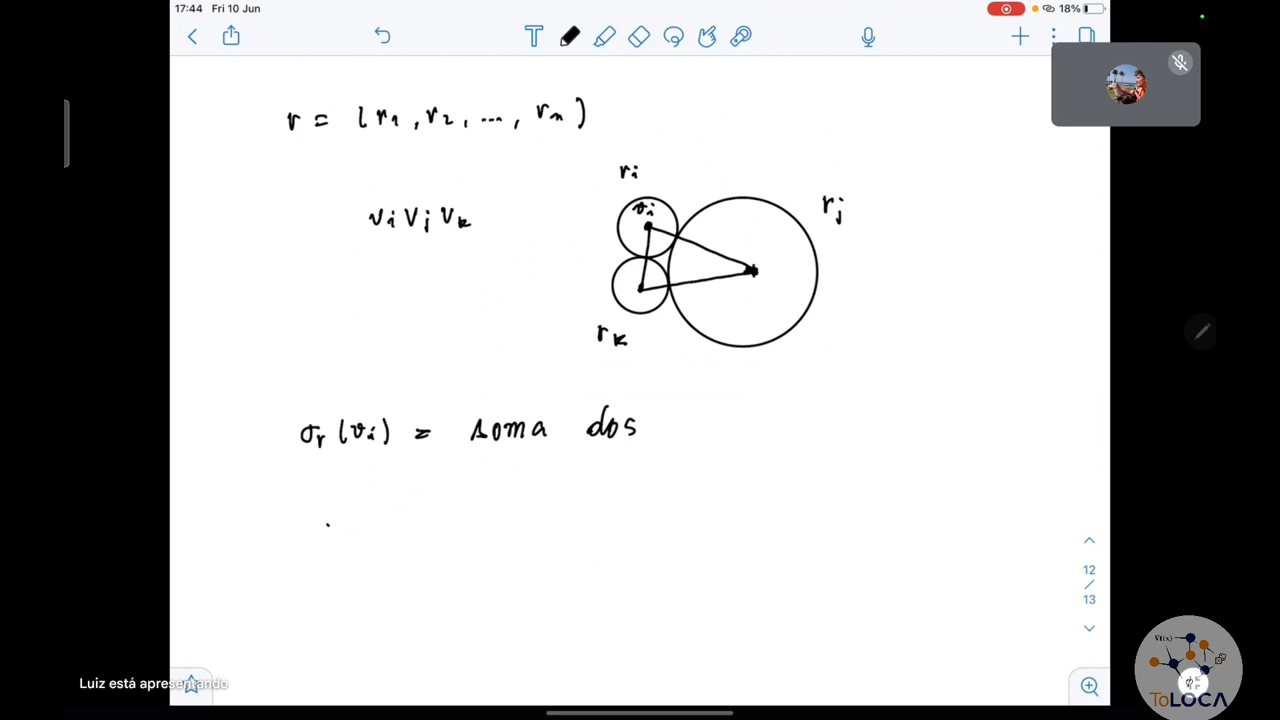 17:44 Fri 10 Jun
18%
r = (r1, r2, ..., rn)
ri
vi
rj
vi vj vk
rk
σr(vi) = soma dos
12
/
13
Luiz está apresentando
∇f(x)
ToLOCA